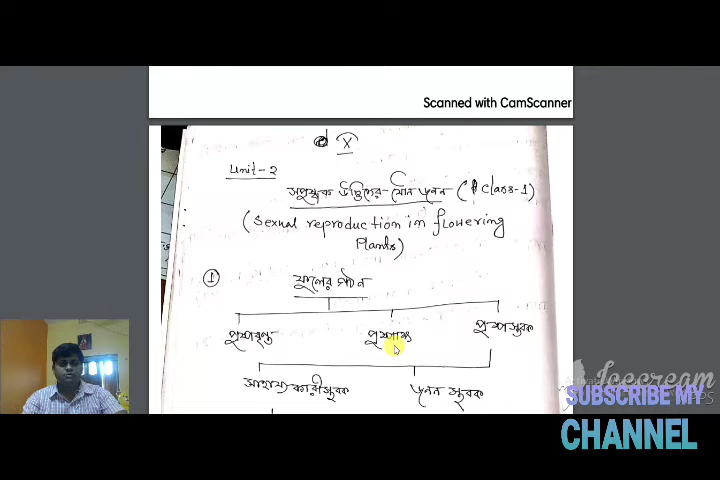 Scanned with CamScanner
X
Unit-2
সপুষ্পক উদ্ভিদের যৌন জনন (Class-1)
(Sexual reproduction in flowering
Plants)
1
ফুলের গঠন
পুষ্পবৃন্ত পুষ্পাক্ষ পুষ্পস্তবক
সাহায্যকারী স্তবক জনন স্তবক
Icecream
SUBSCRIBE MY
CHANNEL